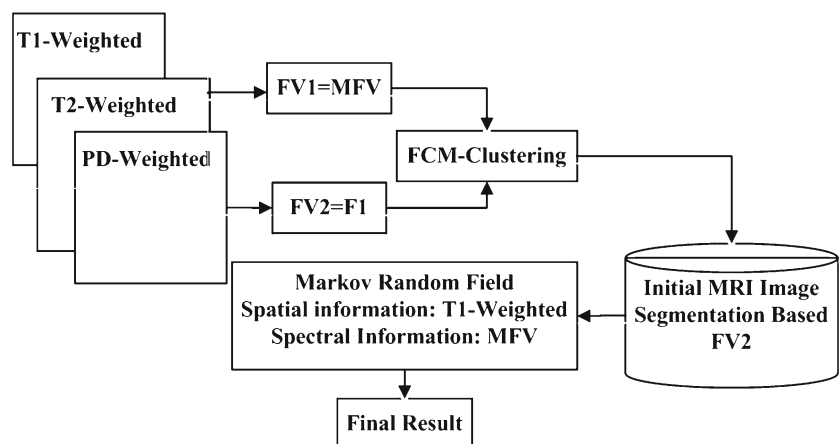 T1-Weighted
T2-Weighted
PD-Weighted
FV1=MFV
FV2=F1
FCM-Clustering
Initial MRI Image
Segmentation Based
FV2
Markov Random Field
Spatial information: T1-Weighted
Spectral Information: MFV
Final Result